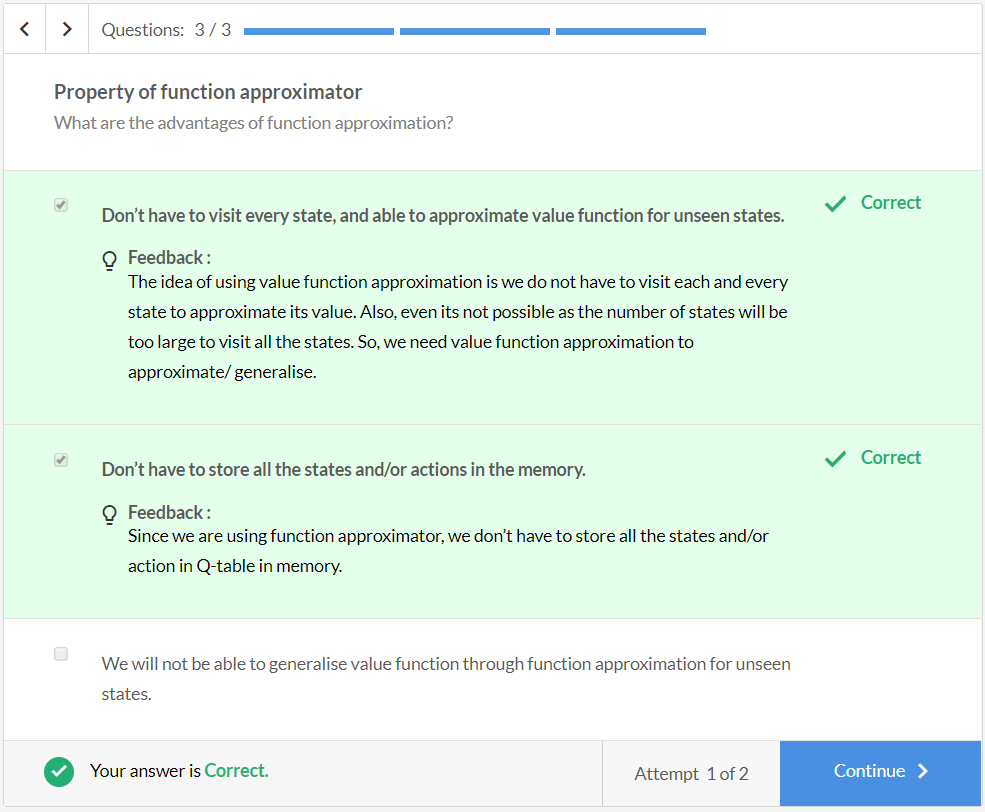 Questions: 3 / 3
Property of function approximator
What are the advantages of function approximation?
Don’t have to visit every state, and able to approximate value function for unseen states.
Correct
Feedback :
The idea of using value function approximation is we do not have to visit each and every
state to approximate its value. Also, even its not possible as the number of states will be
too large to visit all the states. So, we need value function approximation to
approximate/ generalise.
Don’t have to store all the states and/or actions in the memory.
Correct
Feedback :
Since we are using function approximator, we don’t have to store all the states and/or
action in Q-table in memory.
We will not be able to generalise value function through function approximation for unseen
states.
Your answer is Correct.
Attempt 1 of 2
Continue